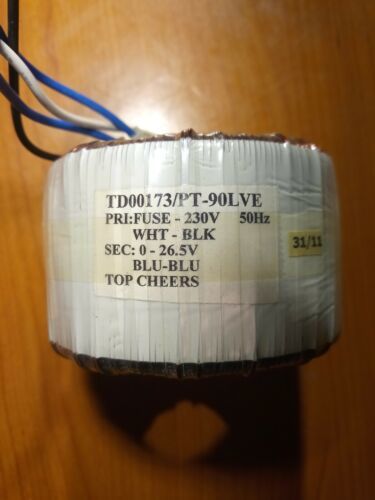 TD00173/PT-90LVE
PRI:FUSE - 230V 50Hz
WHT - BLK
SEC: 0 - 26.5V
BLU-BLU
TOP CHEERS
31/11